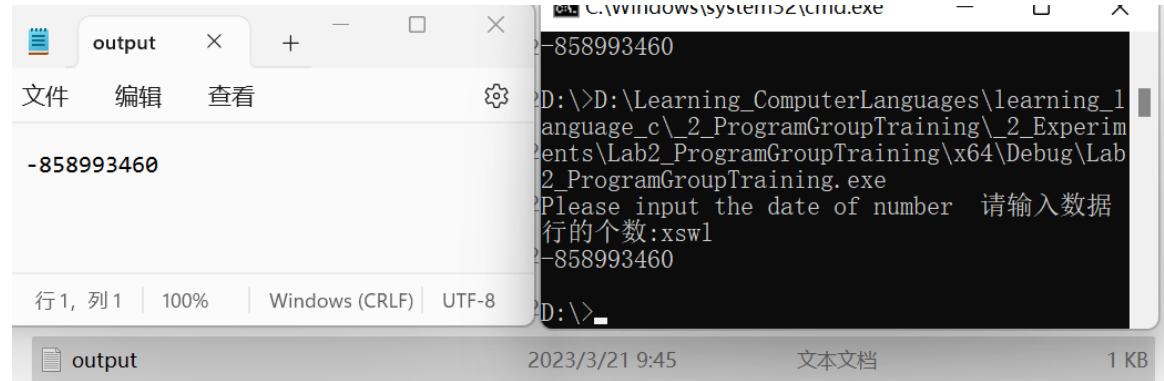 output
文件 编辑 查看
-858993460
行 1, 列 1 100% Windows (CRLF) UTF-8
C:\Windows\system32\cmd.exe
-858993460
D:\>D:\Learning_ComputerLanguages\learning_l
anguage_c\_2_ProgramGroupTraining\_2_Experim
ents\Lab2_ProgramGroupTraining\x64\Debug\Lab
2_ProgramGroupTraining.exe
Please input the date of number 请输入数据
行的个数:xswl
-858993460
D:\>
output 2023/3/21 9:45 文本文档 1 KB